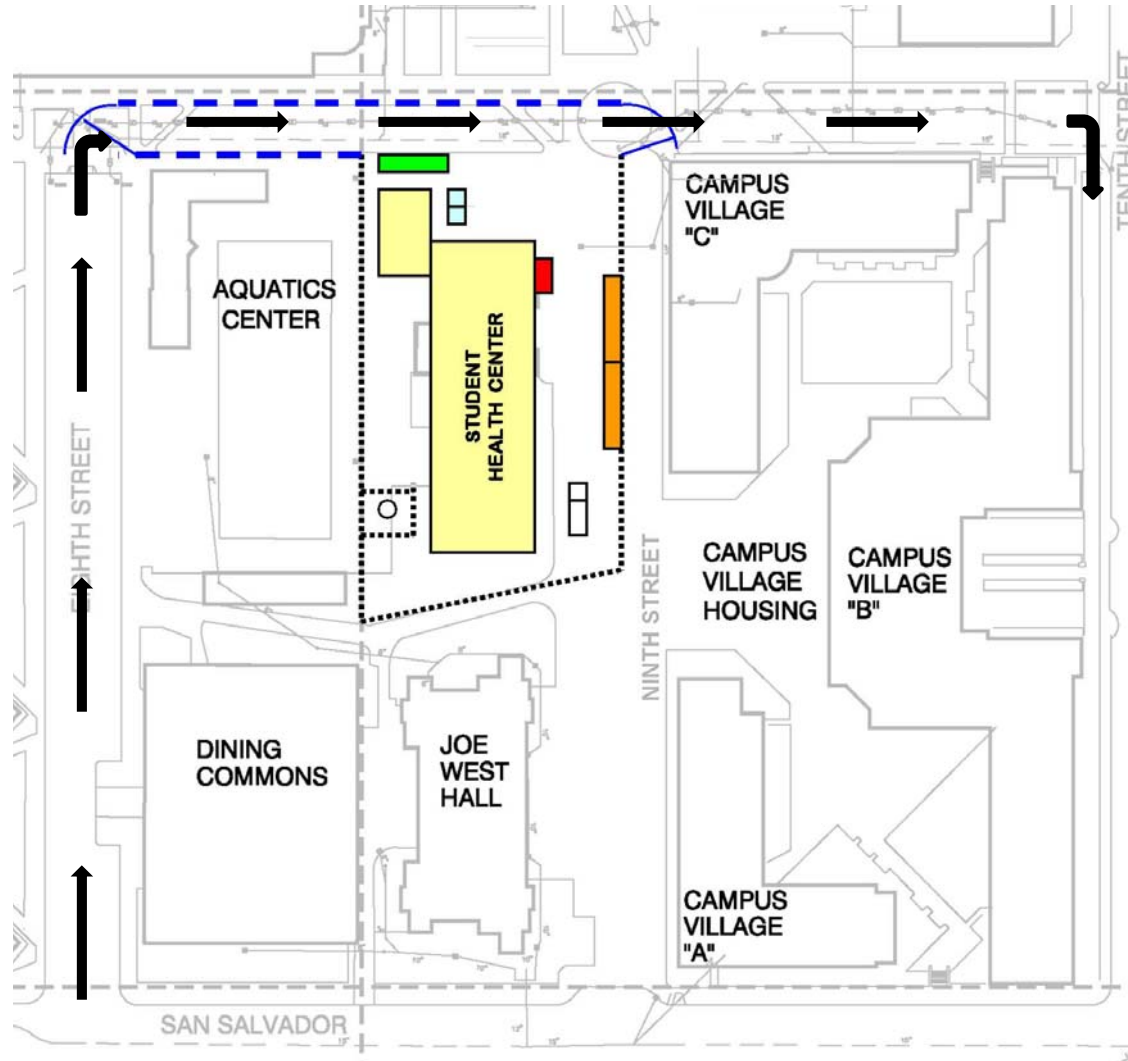 TENTH STREET
CAMPUS
VILLAGE
"C"
AQUATICS
CENTER
STUDENT
HEALTH CENTER
EIGHTH STREET
NINTH STREET
CAMPUS
VILLAGE
HOUSING
CAMPUS
VILLAGE
"B"
DINING
COMMONS
JOE
WEST
HALL
CAMPUS
VILLAGE
"A"
SAN SALVADOR